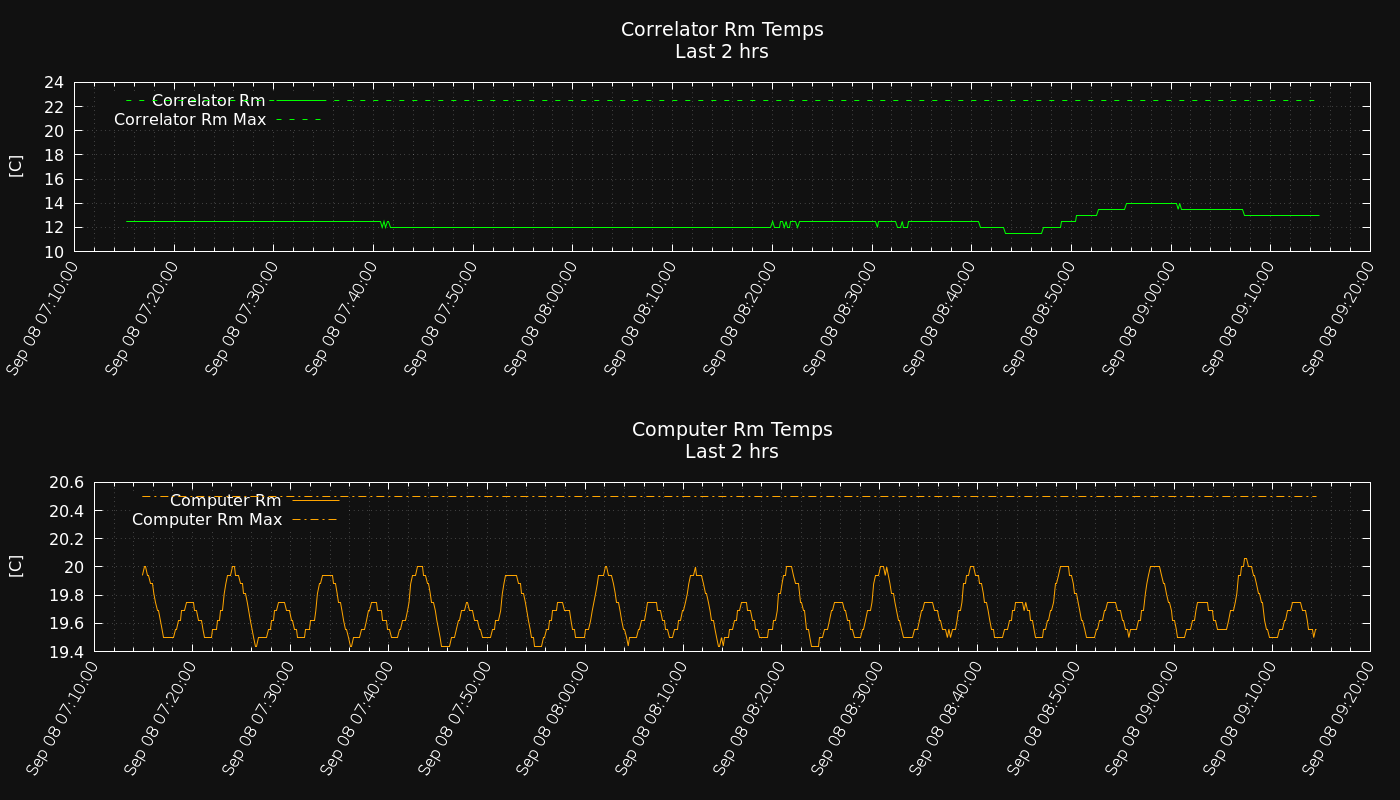 Correlator Rm Temps
Last 2 hrs
[C]
24
22
20
18
16
14
12
10
Correlator Rm
Correlator Rm Max
Sep 08 07:10:00
Sep 08 07:20:00
Sep 08 07:30:00
Sep 08 07:40:00
Sep 08 07:50:00
Sep 08 08:00:00
Sep 08 08:10:00
Sep 08 08:20:00
Sep 08 08:30:00
Sep 08 08:40:00
Sep 08 08:50:00
Sep 08 09:00:00
Sep 08 09:10:00
Sep 08 09:20:00
Computer Rm Temps
Last 2 hrs
[C]
20.6
20.4
20.2
20
19.8
19.6
19.4
Computer Rm
Computer Rm Max
Sep 08 07:10:00
Sep 08 07:20:00
Sep 08 07:30:00
Sep 08 07:40:00
Sep 08 07:50:00
Sep 08 08:00:00
Sep 08 08:10:00
Sep 08 08:20:00
Sep 08 08:30:00
Sep 08 08:40:00
Sep 08 08:50:00
Sep 08 09:00:00
Sep 08 09:10:00
Sep 08 09:20:00